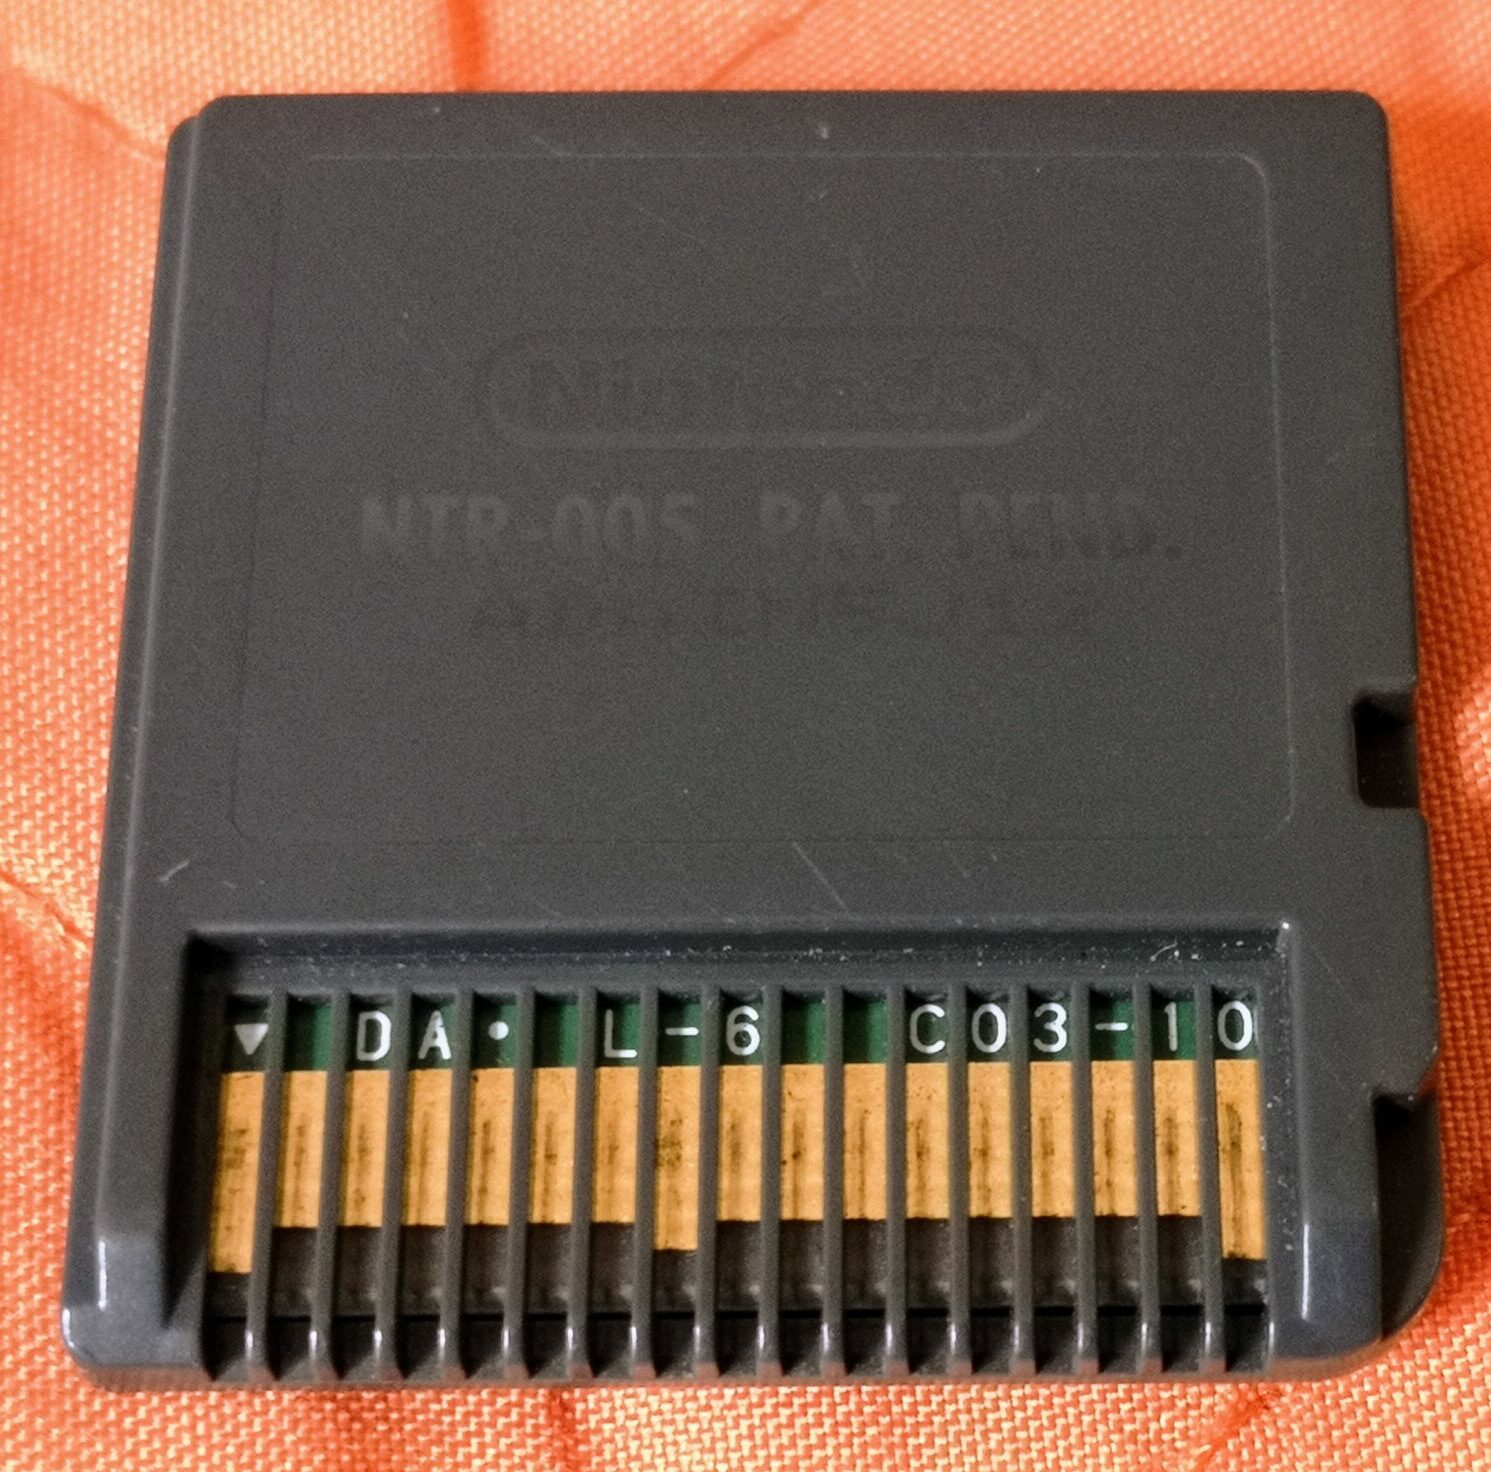 Nintendo
NTR-005 PAT. PEND.
▼ DA• L-6 C03-10